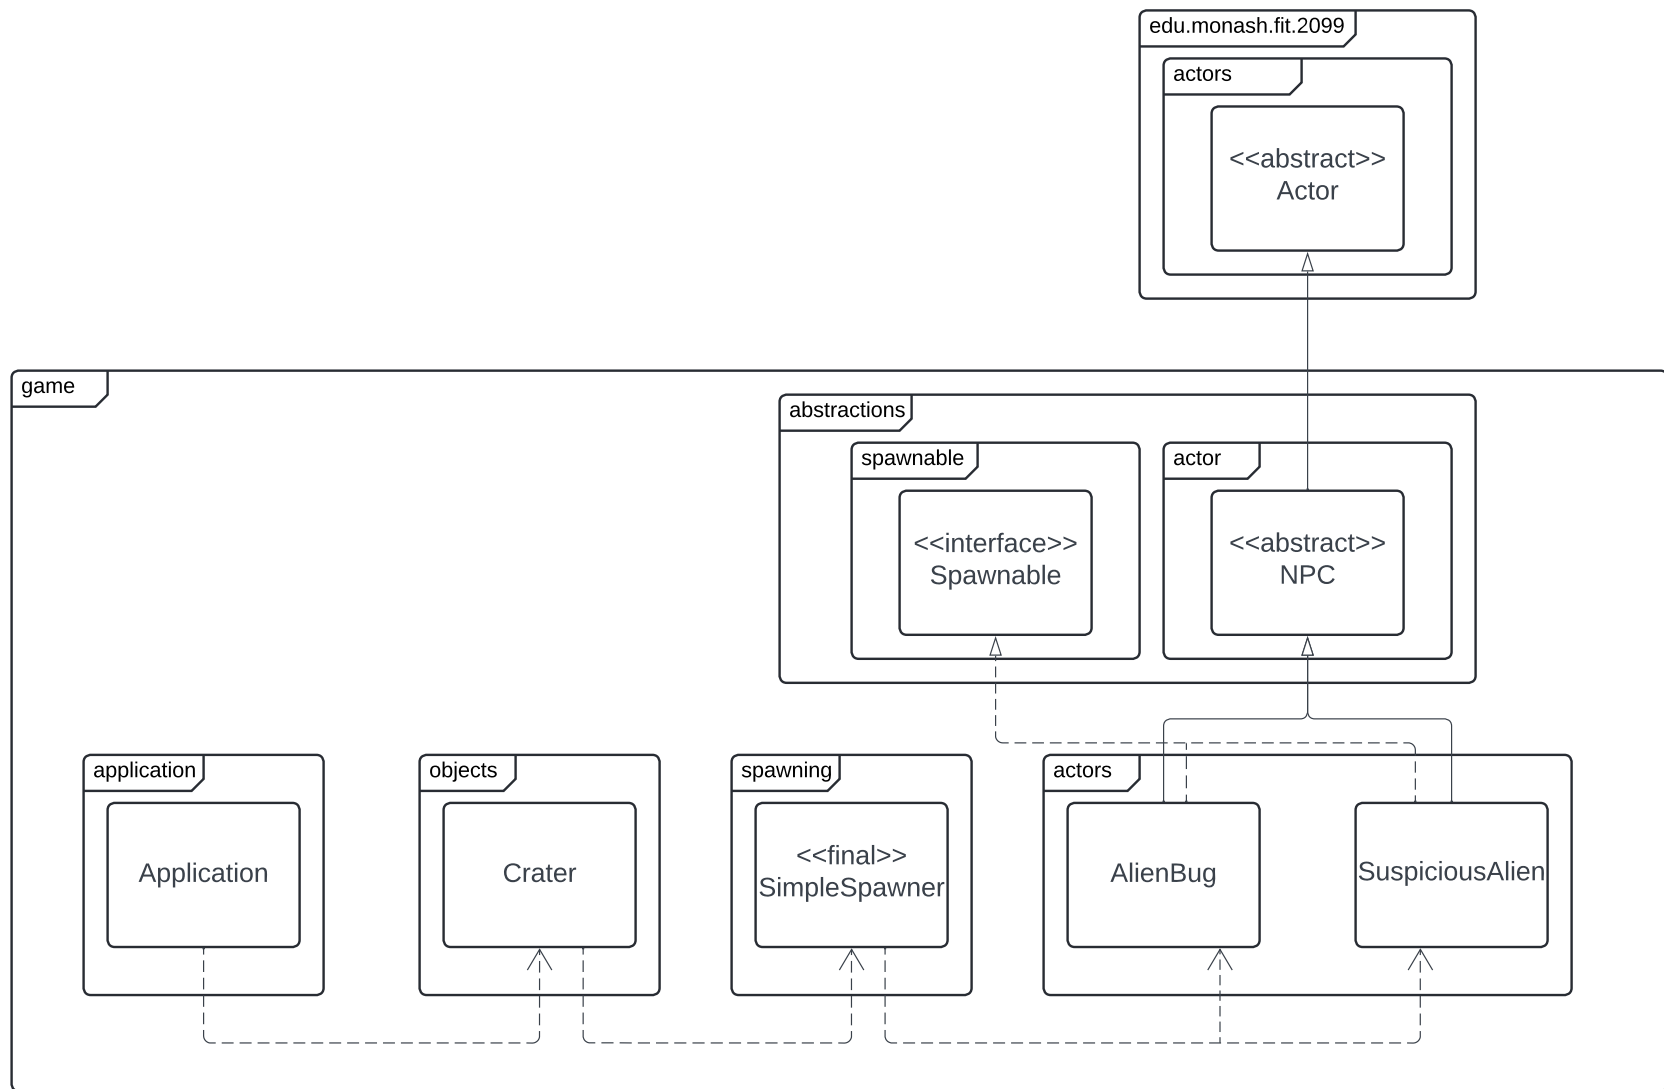 edu.monash.fit.2099
actors
<<abstract>>
Actor
game
abstractions
spawnable
<<interface>>
Spawnable
actor
<<abstract>>
NPC
application
Application
objects
Crater
spawning
<<final>>
SimpleSpawner
actors
AlienBug
SuspiciousAlien